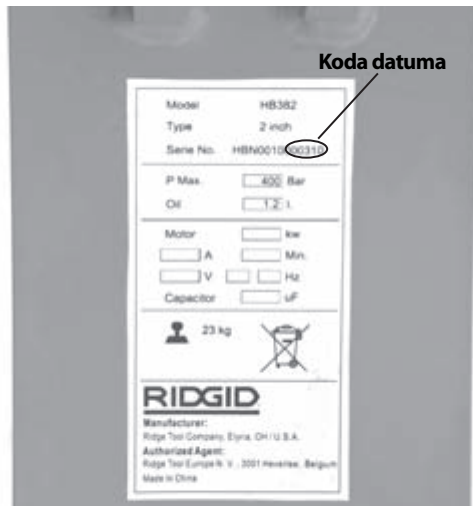 Koda datuma
Model HB382
Type 2 inch
Serie No. HBN0010000310
P Max. 400 Bar
Oil 1.2 l.
Motor kw
A Min.
V Hz
Capacitor uF
23 kg
RIDGID
Manufacturer:
Ridge Tool Company, Elyria, OH / U.S.A.
Authorized Agent:
Ridge Tool Europe N. V., 3001 Heverlee, Belgium
Made in China